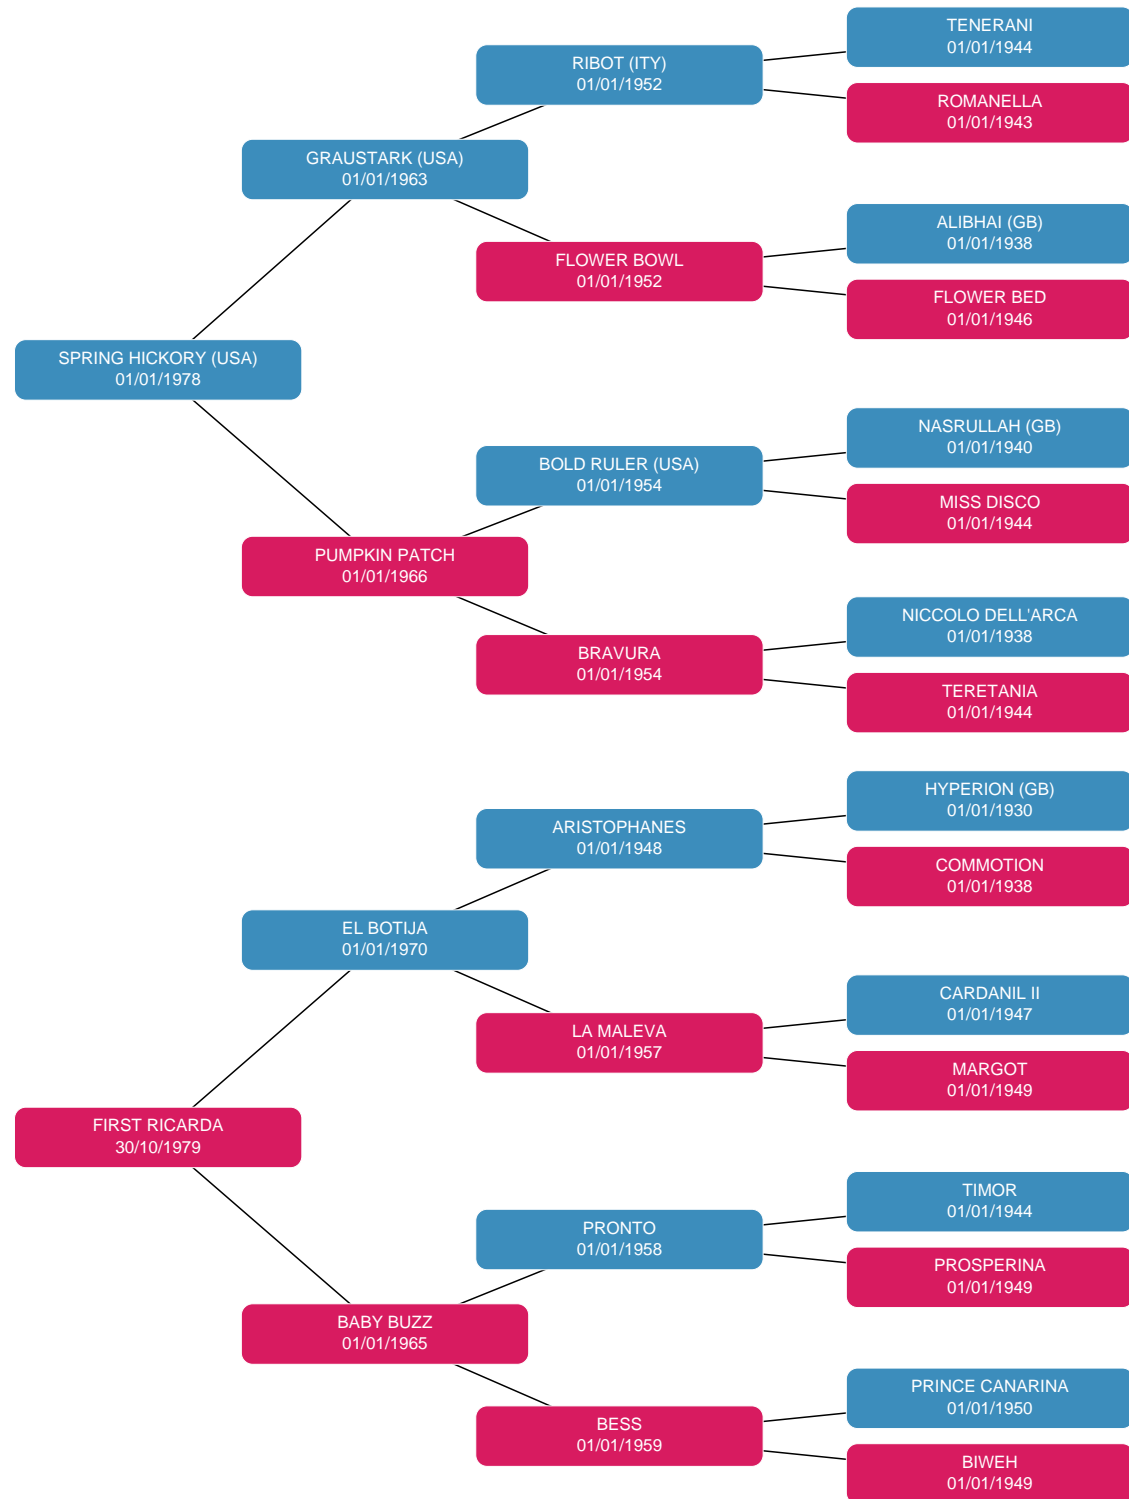 TENERANI
01/01/1944
RIBOT (ITY)
01/01/1952
ROMANELLA
01/01/1943
GRAUSTARK (USA)
01/01/1963
ALIBHAI (GB)
01/01/1938
FLOWER BOWL
01/01/1952
FLOWER BED
01/01/1946
SPRING HICKORY (USA)
01/01/1978
NASRULLAH (GB)
01/01/1940
BOLD RULER (USA)
01/01/1954
MISS DISCO
01/01/1944
PUMPKIN PATCH
01/01/1966
NICCOLO DELL'ARCA
01/01/1938
BRAVURA
01/01/1954
TERETANIA
01/01/1944
HYPERION (GB)
01/01/1930
ARISTOPHANES
01/01/1948
COMMOTION
01/01/1938
EL BOTIJA
01/01/1970
CARDANIL II
01/01/1947
LA MALEVA
01/01/1957
MARGOT
01/01/1949
FIRST RICARDA
30/10/1979
TIMOR
01/01/1944
PRONTO
01/01/1958
PROSPERINA
01/01/1949
BABY BUZZ
01/01/1965
PRINCE CANARINA
01/01/1950
BESS
01/01/1959
BIWEH
01/01/1949